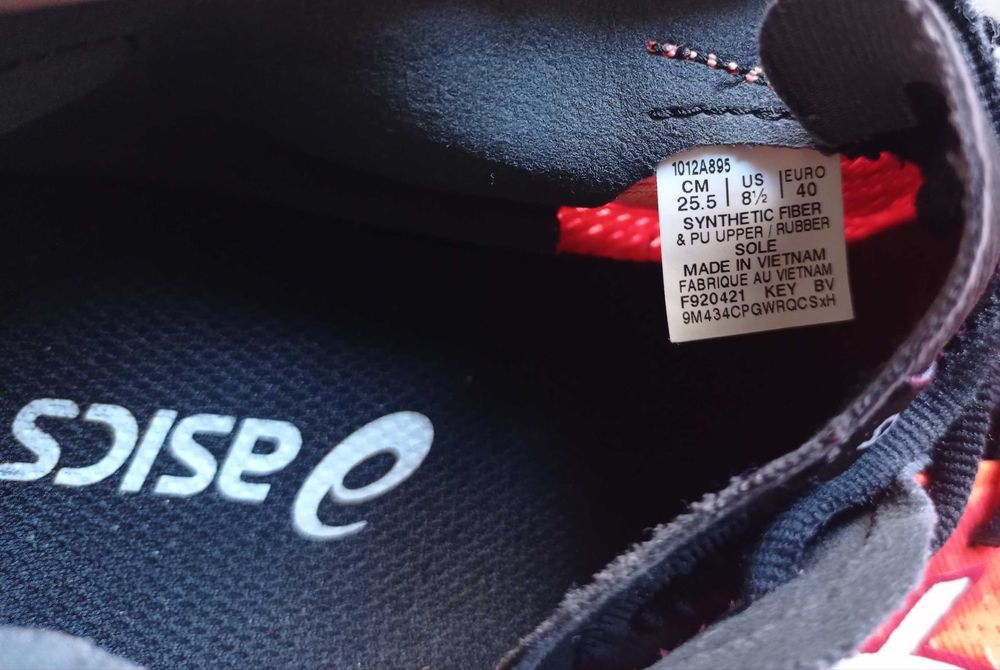 1012A895
CM | US | EURO
25.5 | 8½ | 40
SYNTHETIC FIBER
& PU UPPER / RUBBER
SOLE
MADE IN VIETNAM
FABRIQUE AU VIETNAM
F920421 KEY BV
9M434CPGWRQCSxH
asics